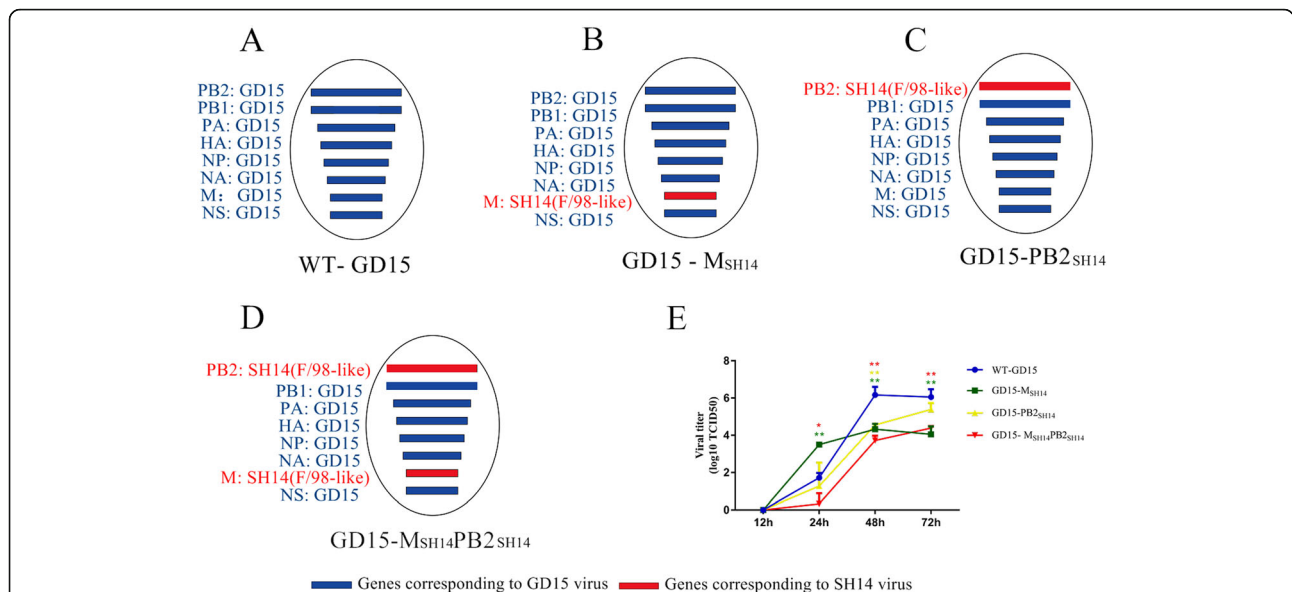 A
PB2: GD15
PB1: GD15
PA: GD15
HA: GD15
NP: GD15
NA: GD15
M: GD15
NS: GD15
WT- GD15
B
PB2: GD15
PB1: GD15
PA: GD15
HA: GD15
NP: GD15
NA: GD15
M: SH14(F/98-like)
NS: GD15
GD15 - MSH14
C
PB2: SH14(F/98-like)
PB1: GD15
PA: GD15
HA: GD15
NP: GD15
NA: GD15
M: GD15
NS: GD15
GD15-PB2SH14
D
PB2: SH14(F/98-like)
PB1: GD15
PA: GD15
HA: GD15
NP: GD15
NA: GD15
M: SH14(F/98-like)
NS: GD15
GD15-MSH14PB2SH14
E
Viral titer
(log10 TCID50)
8
6
4
2
0
12h 24h 48h 72h
*
**
**
**
**
**
**
WT-GD15
GD15-MSH14
GD15-PB2SH14
GD15- MSH14PB2SH14
Genes corresponding to GD15 virus
Genes corresponding to SH14 virus